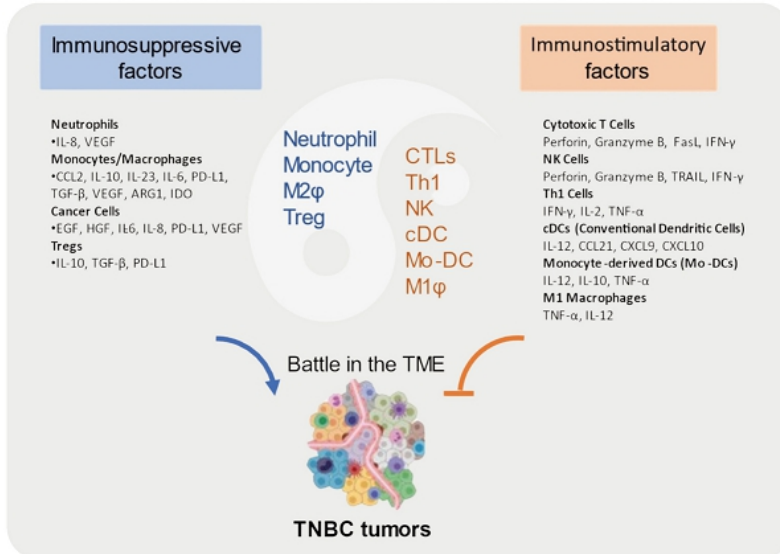 Immunosuppressive
factors
Neutrophils
•IL-8, VEGF
Monocytes/Macrophages
•CCL2, IL-10, IL-23, IL-6, PD-L1,
TGF-β, VEGF, ARG1, IDO
Cancer Cells
•EGF, HGF, IL6, IL-8, PD-L1, VEGF
Tregs
•IL-10, TGF-β, PD-L1
Neutrophil
Monocyte
M2φ
Treg
CTLs
Th1
NK
cDC
Mo-DC
M1φ
Immunostimulatory
factors
Cytotoxic T Cells
Perforin, Granzyme B, FasL, IFN-γ
NK Cells
Perforin, Granzyme B, TRAIL, IFN-γ
Th1 Cells
IFN-γ, IL-2, TNF-α
cDCs (Conventional Dendritic Cells)
IL-12, CCL21, CXCL9, CXCL10
Monocyte-derived DCs (Mo-DCs)
IL-12, IL-10, TNF-α
M1 Macrophages
TNF-α, IL-12
Battle in the TME
TNBC tumors